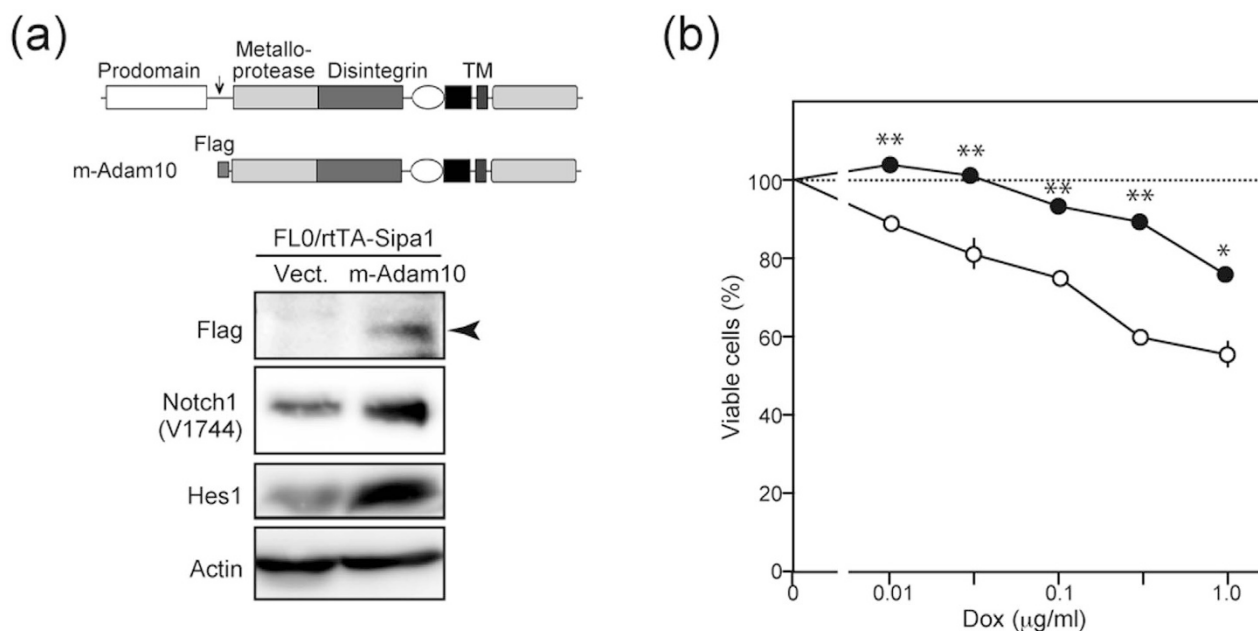 (a)
Metallo-
Prodomain protease Disintegrin TM
Flag
m-Adam10
FL0/rtTA-Sipa1
Vect. m-Adam10
Flag
Notch1
(V1744)
Hes1
Actin
(b)
** ** ** ** *
100
80
60
40
20
0
Viable cells (%)
0 0.01 0.1 1.0
Dox (μg/ml)